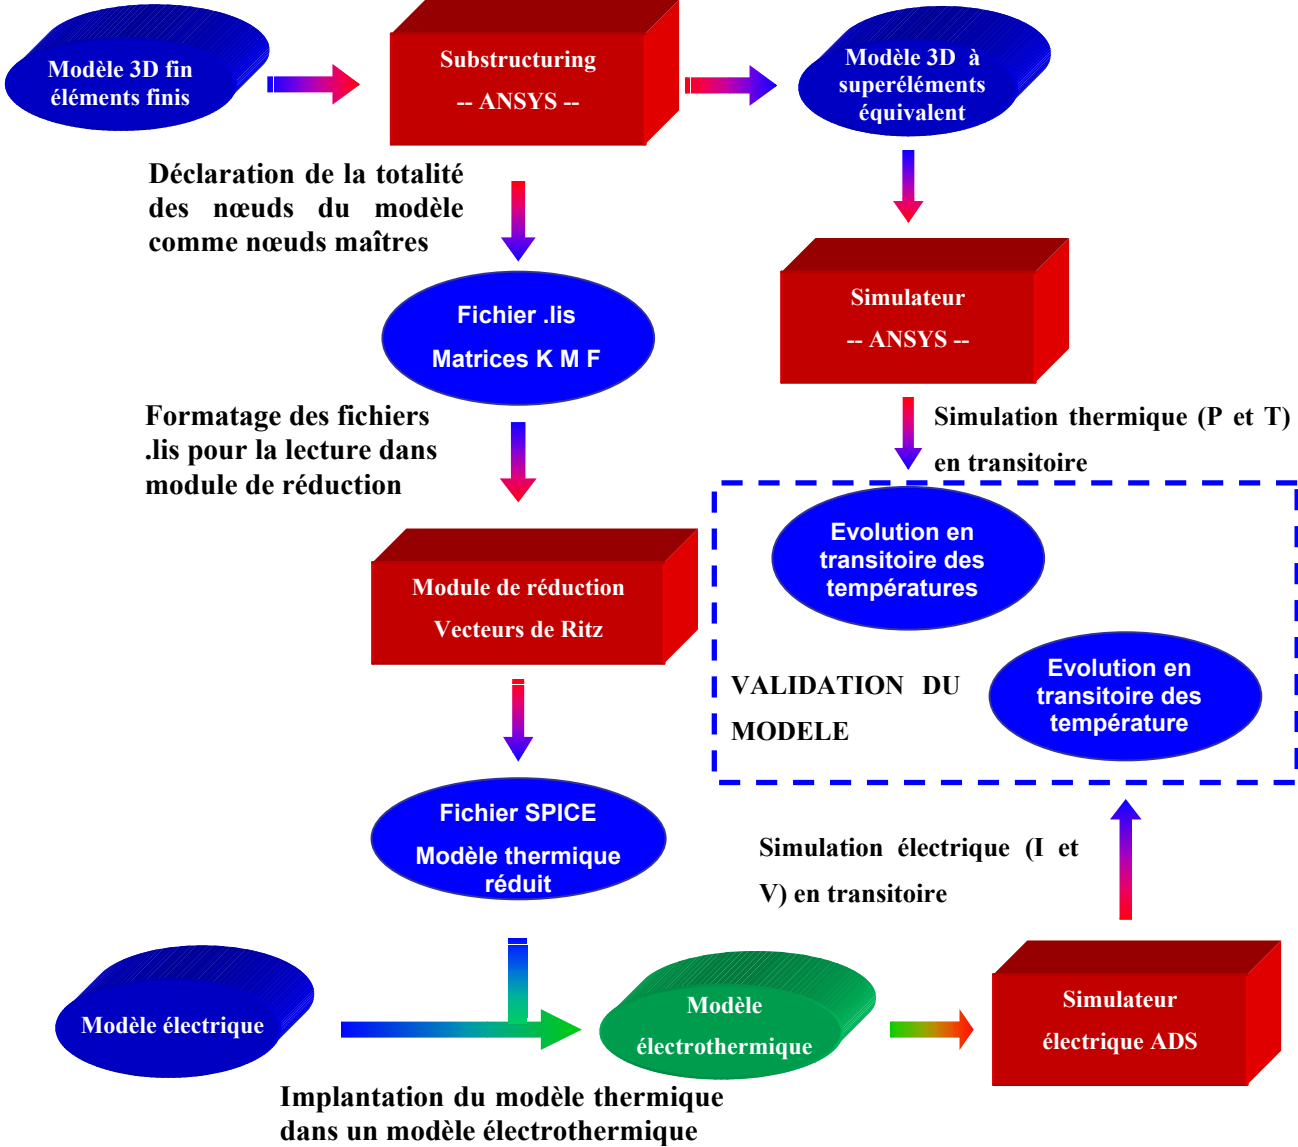 Modèle 3D fin
éléments finis
Substructuring
-- ANSYS --
Modèle 3D à
superéléments
équivalent
Déclaration de la totalité
des nœuds du modèle
comme nœuds maîtres
Fichier .lis
Matrices K M F
Simulateur
-- ANSYS --
Formatage des fichiers
.lis pour la lecture dans
module de réduction
Simulation thermique (P et T)
en transitoire
Evolution en
transitoire des
températures
Module de réduction
Vecteurs de Ritz
Evolution en
transitoire des
température
VALIDATION DU
MODELE
Fichier SPICE
Modèle thermique
réduit
Simulation électrique (I et
V) en transitoire
Modèle électrique
Modèle
électrothermique
Simulateur
électrique ADS
Implantation du modèle thermique
dans un modèle électrothermique